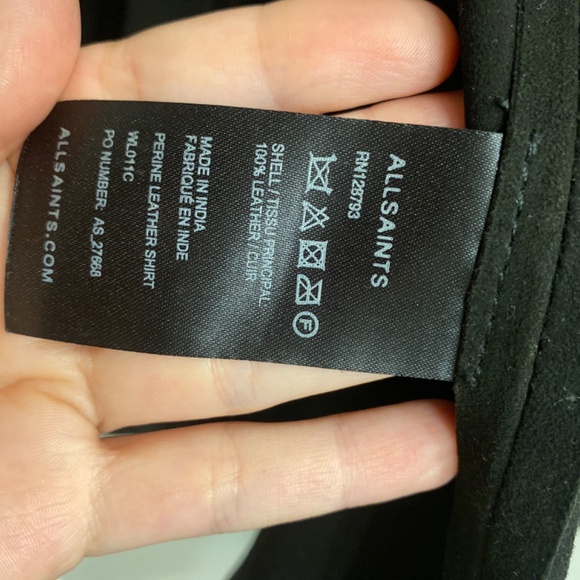 ALLSAINTS
RN128793
F
SHELL / TISSU PRINCIPAL
100% LEATHER / CUIR
MADE IN INDIA
FABRIQUÉ EN INDE
PERINE LEATHER SHIRT
WL011C
PO NUMBER: AS_27668
ALLSAINTS.COM